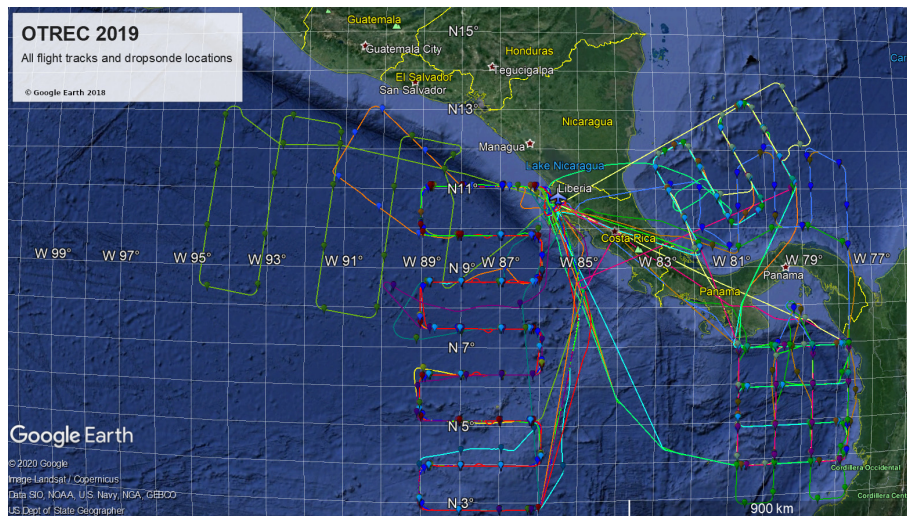 OTREC 2019
All flight tracks and dropsonde locations
© Google Earth 2018
Guatemala
Guatemala City
N15°
Honduras
Tegucigalpa
El Salvador
San Salvador
N13°
Nicaragua
Managua
Lake Nicaragua
N11°
Liberia
Costa Rica
W 99°
W 97°
W 95°
W 93°
W 91°
W 89°
W 87°
W 85°
W 83°
W 81°
W 79°
W 77°
N 9°
Panama
Panama
N 7°
N 5°
Google Earth
© 2020 Google
Image Landsat / Copernicus
Data SIO, NOAA, U.S. Navy, NGA, GEBCO
US Dept of State Geographer
N 3°
900 km
Cordillera Occidental
Cordillera Cent